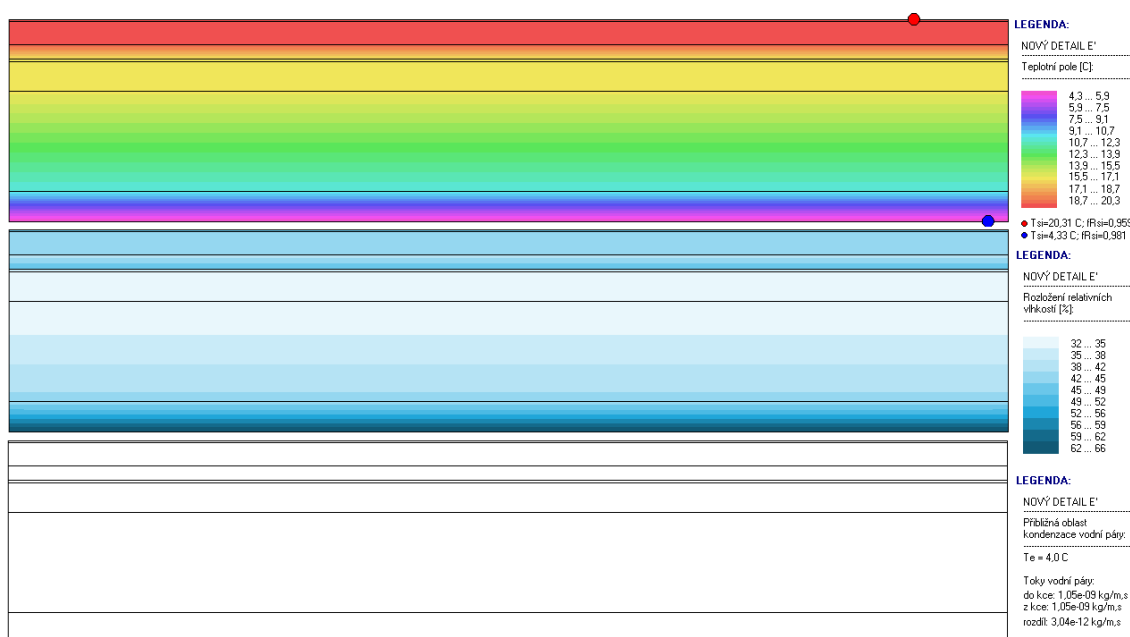 LEGENDA:
NOVÝ DETAIL E'
Teplotní pole [C]:
4,3 ... 5,9
5,9 ... 7,5
7,5 ... 9,1
9,1 ... 10,7
10,7 ... 12,3
12,3 ... 13,9
13,9 ... 15,5
15,5 ... 17,1
17,1 ... 18,7
18,7 ... 20,3
Tsi=20,31 C; fRsi=0,959
Tsi=4,33 C; fRsi=0,981
LEGENDA:
NOVÝ DETAIL E'
Rozložení relativních
vlhkostí [%]:
32 ... 35
35 ... 38
38 ... 42
42 ... 45
45 ... 49
49 ... 52
52 ... 56
56 ... 59
59 ... 62
62 ... 66
LEGENDA:
NOVÝ DETAIL E'
Přibližná oblast
kondenzace vodní páry:
Te = 4,0 C
Toky vodní páry:
do kce: 1,05e-09 kg/m,s
z kce: 1,05e-09 kg/m,s
rozdíl: 3,04e-12 kg/m,s